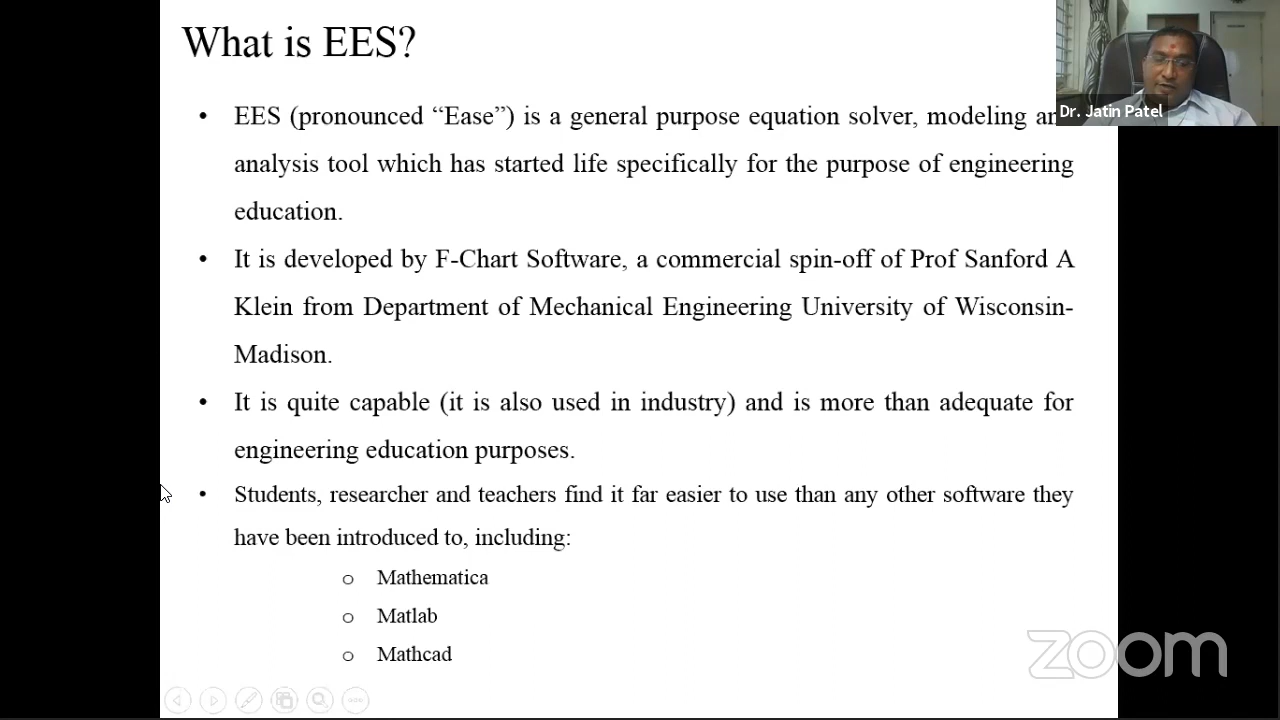 What is EES?
• EES (pronounced “Ease”) is a general purpose equation solver, modeling an
analysis tool which has started life specifically for the purpose of engineering
education.
• It is developed by F-Chart Software, a commercial spin-off of Prof Sanford A
Klein from Department of Mechanical Engineering University of Wisconsin-
Madison.
• It is quite capable (it is also used in industry) and is more than adequate for
engineering education purposes.
• Students, researcher and teachers find it far easier to use than any other software they
have been introduced to, including:
o Mathematica
o Matlab
o Mathcad
Dr. Jatin Patel
zoom